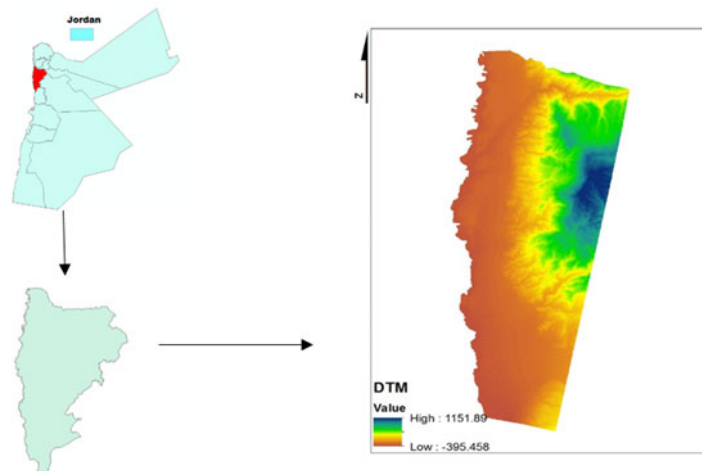 Jordan
Z
DTM
Value
High : 1151.89
Low : -395.458